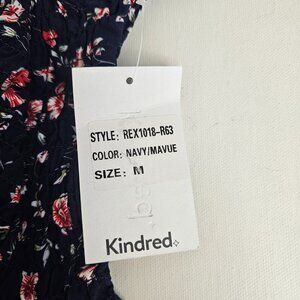 STYLE: REX1018-R63
COLOR: NAVY/MAVUE
SIZE: M
Kindred